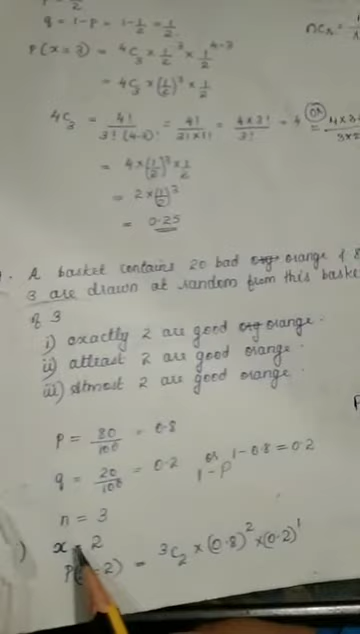 q = 1-p = 1-1/2 = 1/2
p(x=3) = 4C3 × 1/2^3 × 1/2^4-3
= 4C3 × (1/2)^3 × 1/2
4C3 = 4!/3!(4-3)! = 4!/3!×1! = 4×3!/3! = 4 (or)
= 4 × (1/2)^3 × 1/2
= 2 × (1/2)^3
= 0.25
A basket contains 20 bad orange & 8
3 are drawn at random from this baske
of 3
i) exactly 2 are good orange.
ii) atleast 2 are good orange.
iii) Atmost 2 are good orange.
p = 80/100 = 0.8
q = 20/100 = 0.2 or 1-0.8 = 0.2
1-P
n = 3
) x = 2
= 3C2 × (0.8)^2 × (0.2)^1